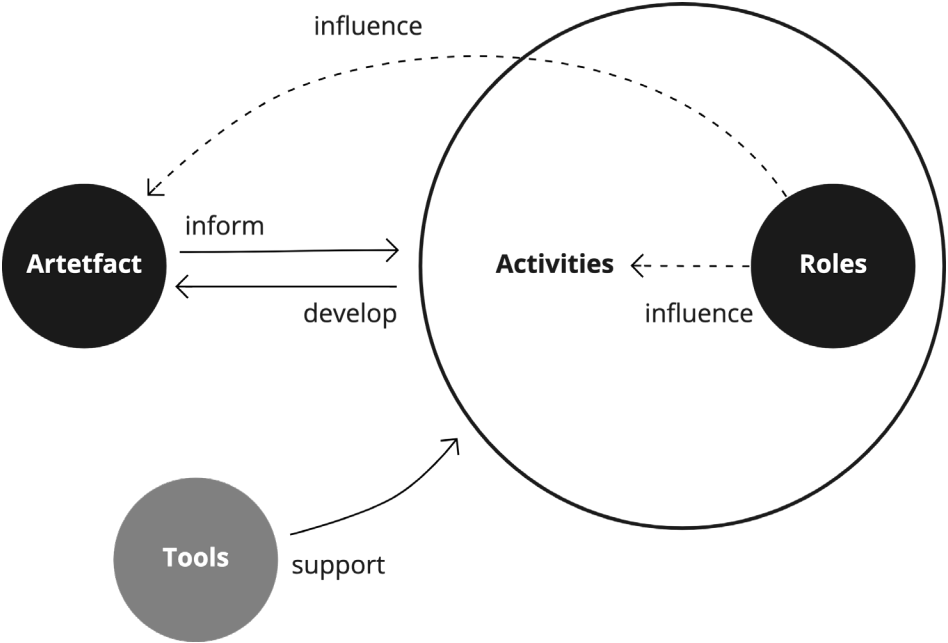 influence
inform
Artetfact
Activities
Roles
develop
influence
Tools
support